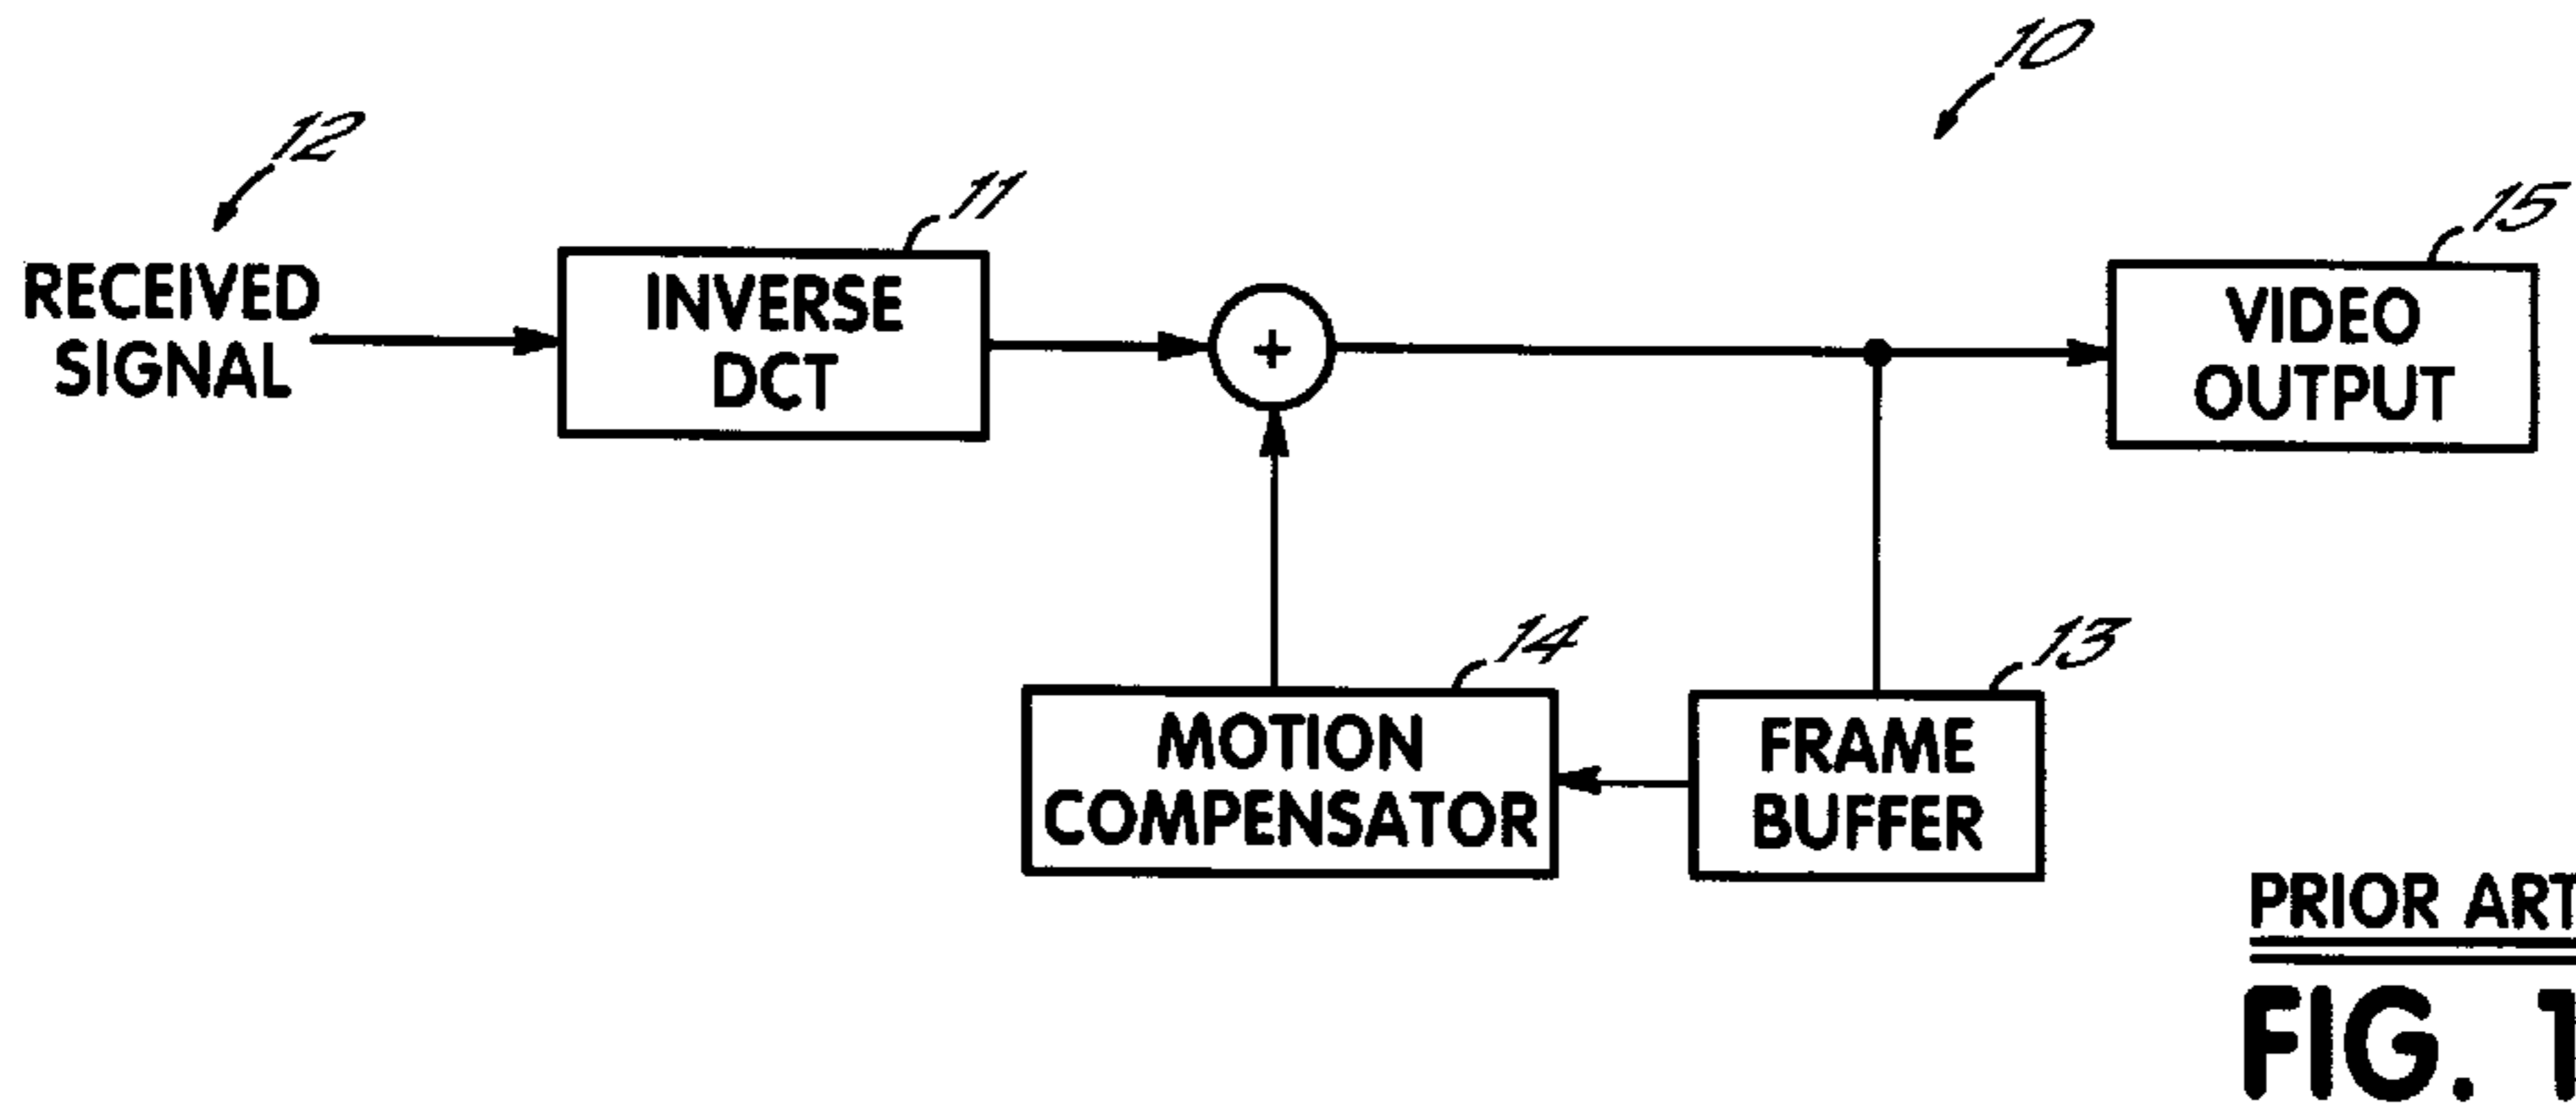 10
12
11
15
RECEIVED
SIGNAL
INVERSE
DCT
+
VIDEO
OUTPUT
14
13
MOTION
COMPENSATOR
FRAME
BUFFER
PRIOR ART
FIG. 1